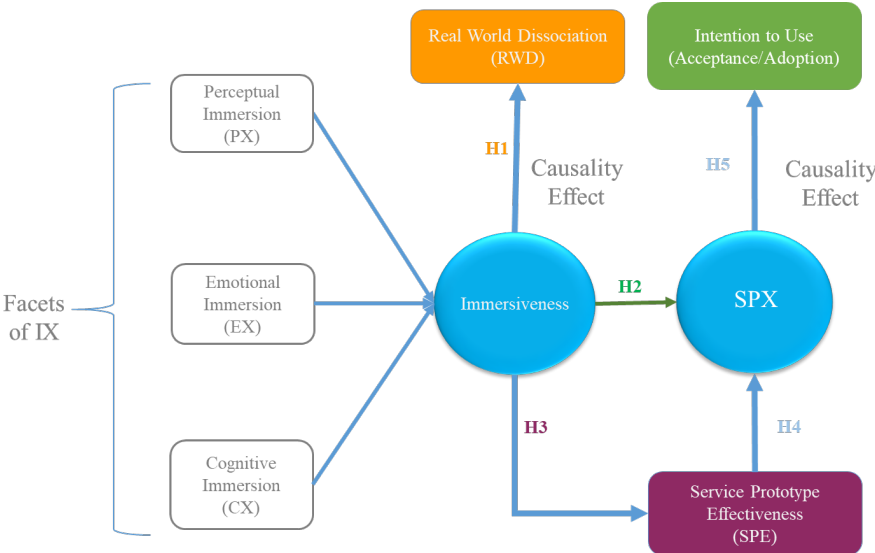 Facets
of IX
Perceptual
Immersion
(PX)
Emotional
Immersion
(EX)
Cognitive
Immersion
(CX)
Real World Dissociation
(RWD)
H1
Causality
Effect
Immersiveness
H2
H3
Intention to Use
(Acceptance/Adoption)
H5
Causality
Effect
SPX
H4
Service Prototype
Effectiveness
(SPE)